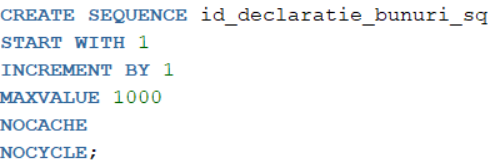 CREATE SEQUENCE id_declaratie_bunuri_sq
START WITH 1
INCREMENT BY 1
MAXVALUE 1000
NOCACHE
NOCYCLE;